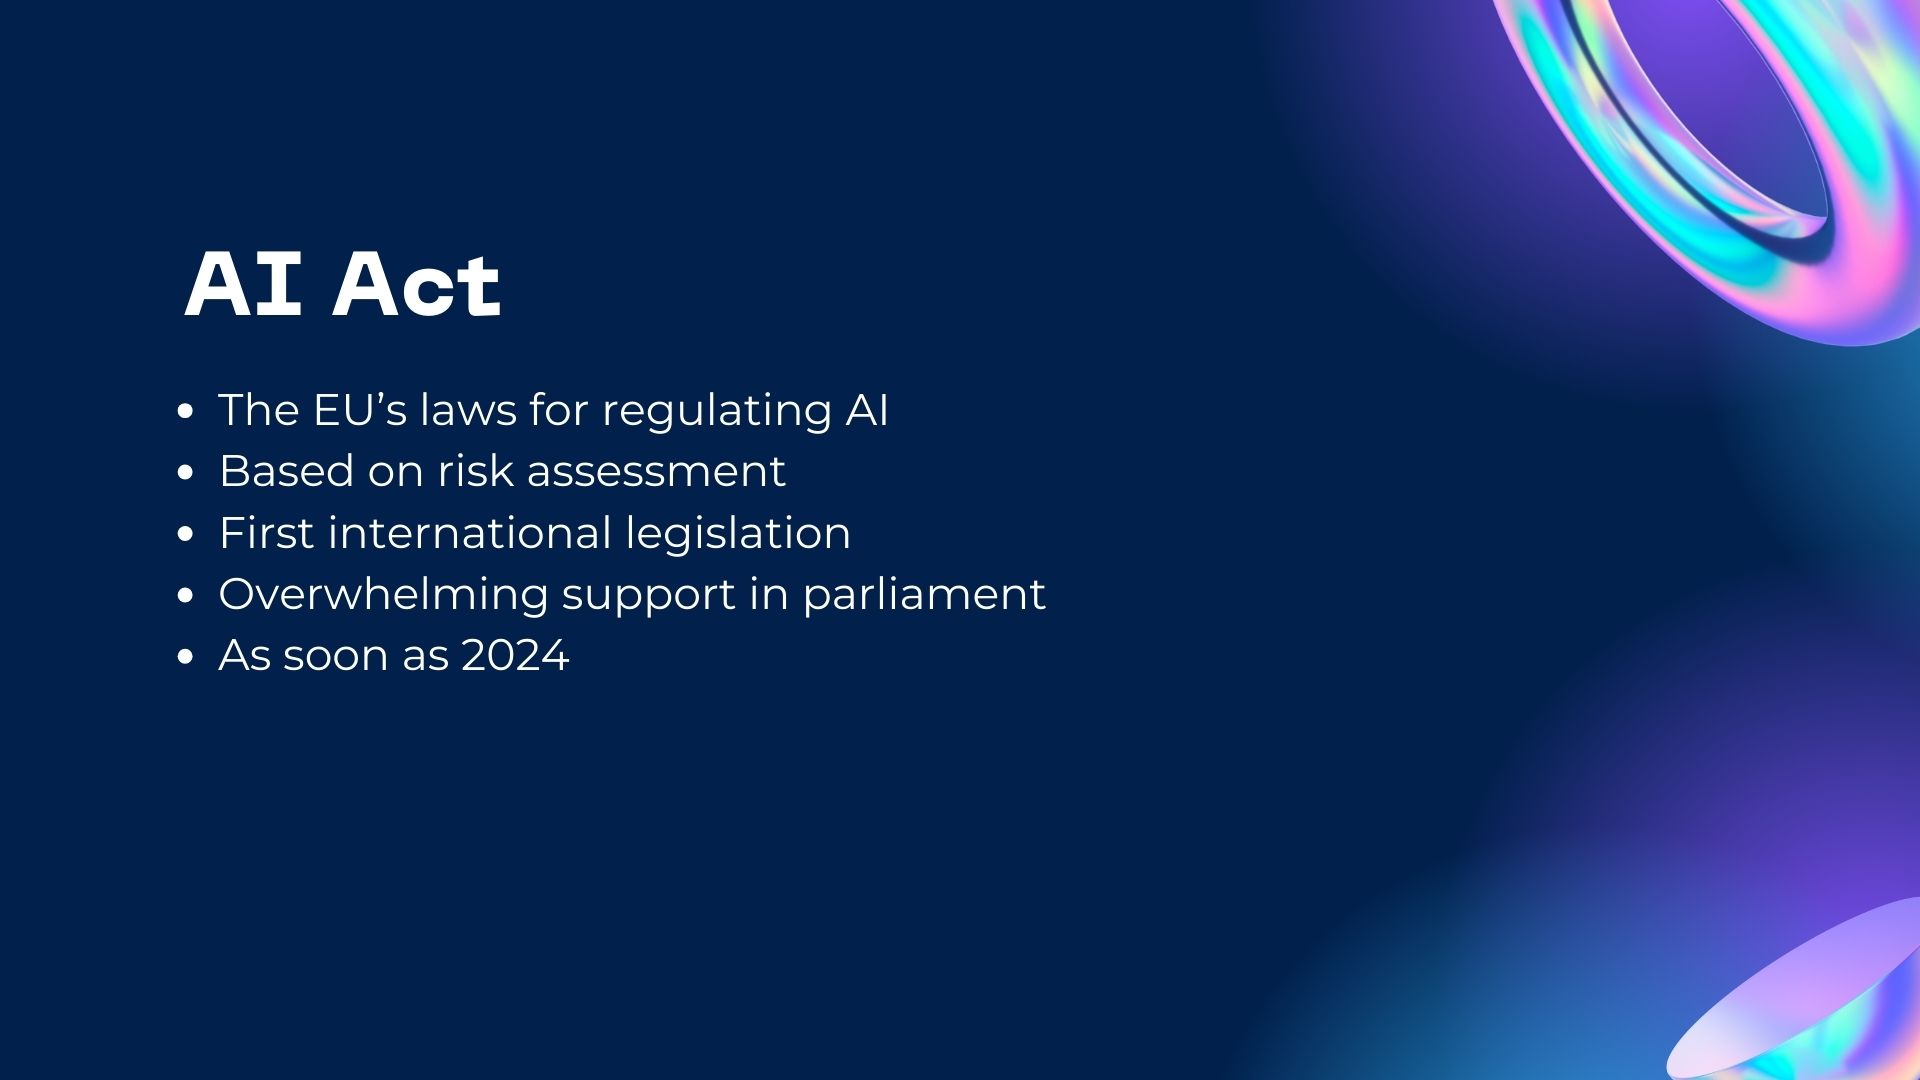 AI Act
• The EU’s laws for regulating AI
• Based on risk assessment
• First international legislation
• Overwhelming support in parliament
• As soon as 2024